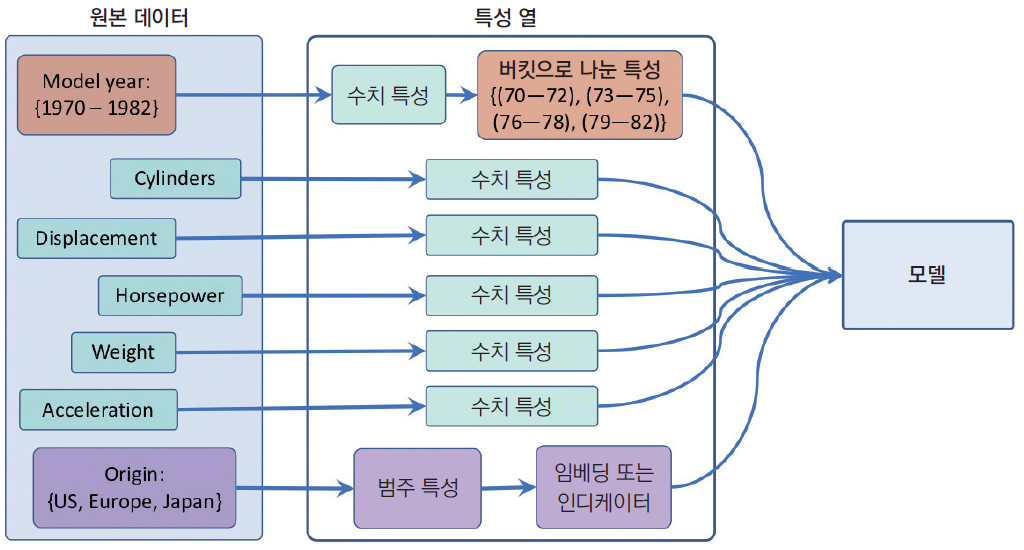 원본 데이터
특성 열
Model year:
{1970 – 1982}
수치 특성
버킷으로 나눈 특성
{(70—72), (73—75),
(76—78), (79—82)}
Cylinders
수치 특성
Displacement
수치 특성
Horsepower
수치 특성
Weight
수치 특성
Acceleration
수치 특성
Origin:
{US, Europe, Japan}
범주 특성
임베딩 또는
인디케이터
모델